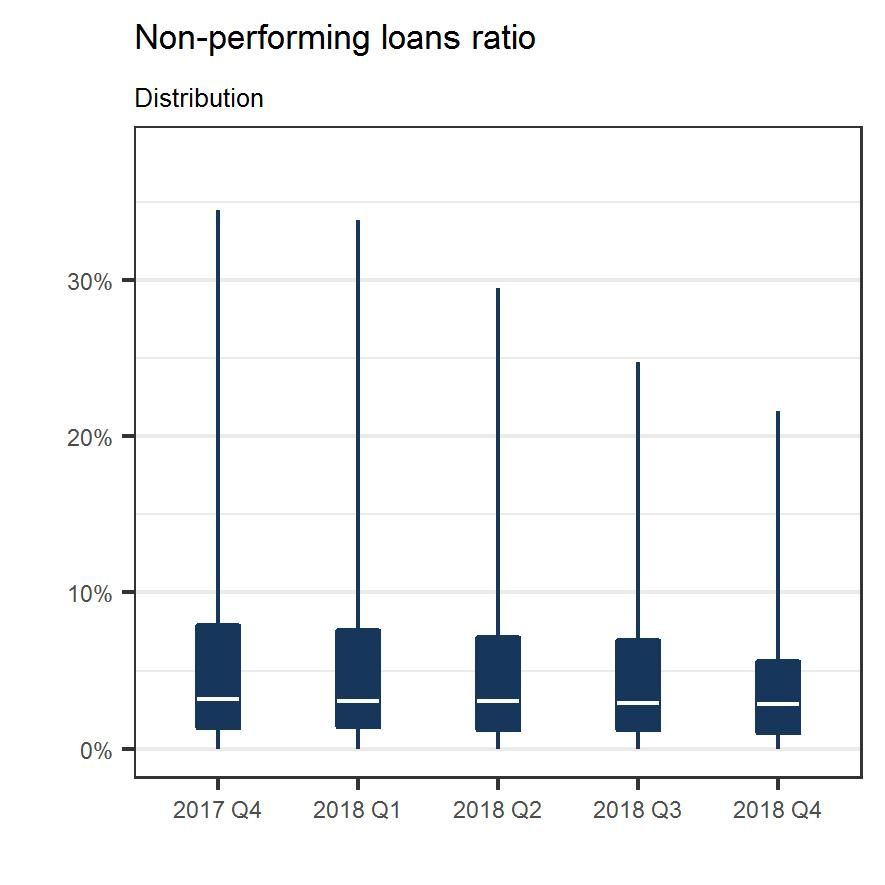 Non-performing loans ratio
Distribution
30%
20%
10%
0%
2017 Q4 2018 Q1 2018 Q2 2018 Q3 2018 Q4